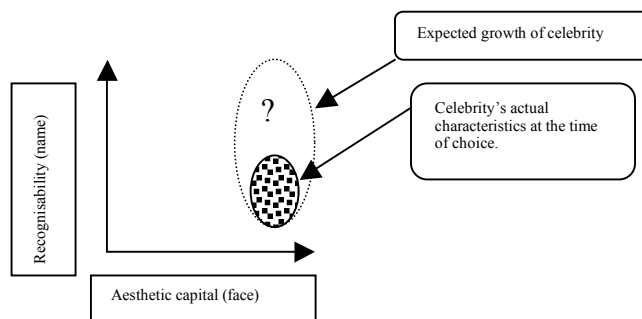 Expected growth of celebrity
Celebrity’s actual
characteristics at the time
of choice.
?
Recognisability (name)
Aesthetic capital (face)